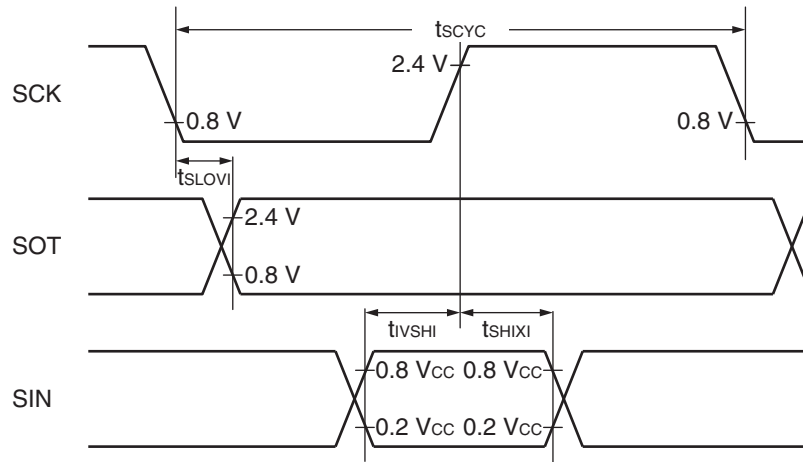 tSCYC
SCK
2.4 V
0.8 V
0.8 V
tSLOVI
SOT
2.4 V
0.8 V
tIVSHI
tSHIXI
SIN
0.8 VCC
0.8 VCC
0.2 VCC
0.2 VCC